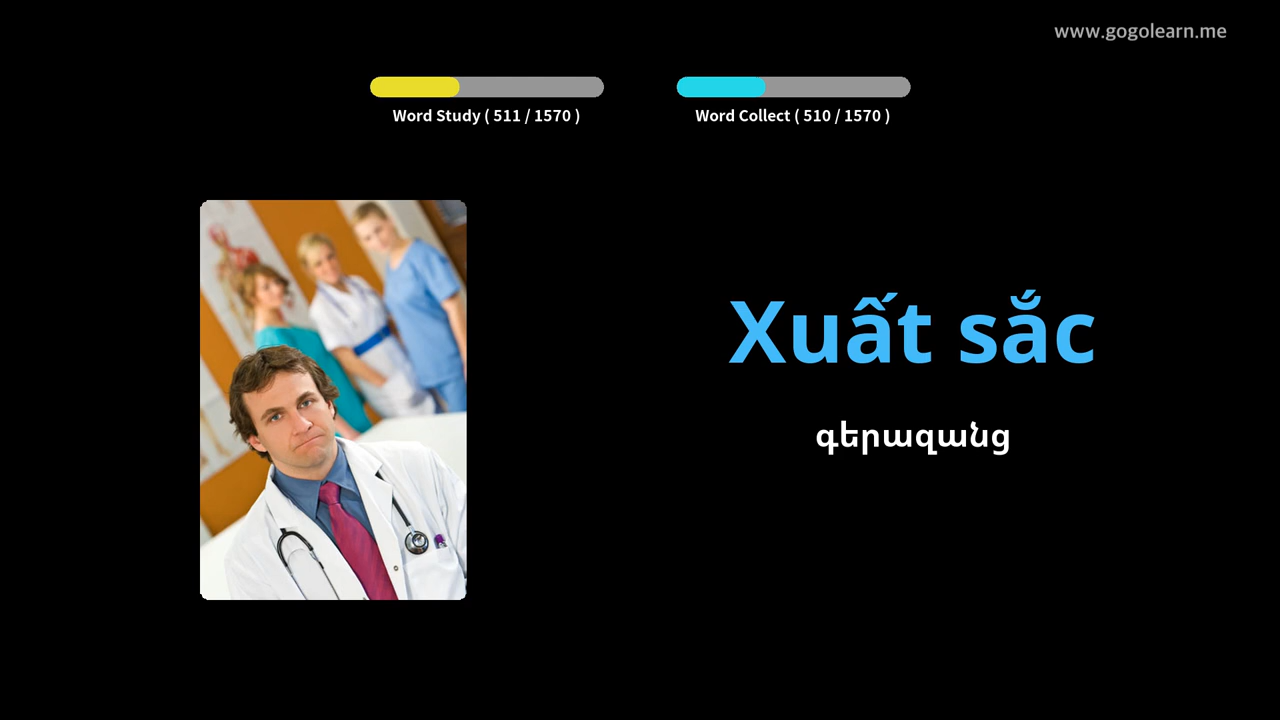 www.gogolearn.me
Word Study ( 511 / 1570 )
Word Collect ( 510 / 1570 )
Xuất sắc
գերազանց